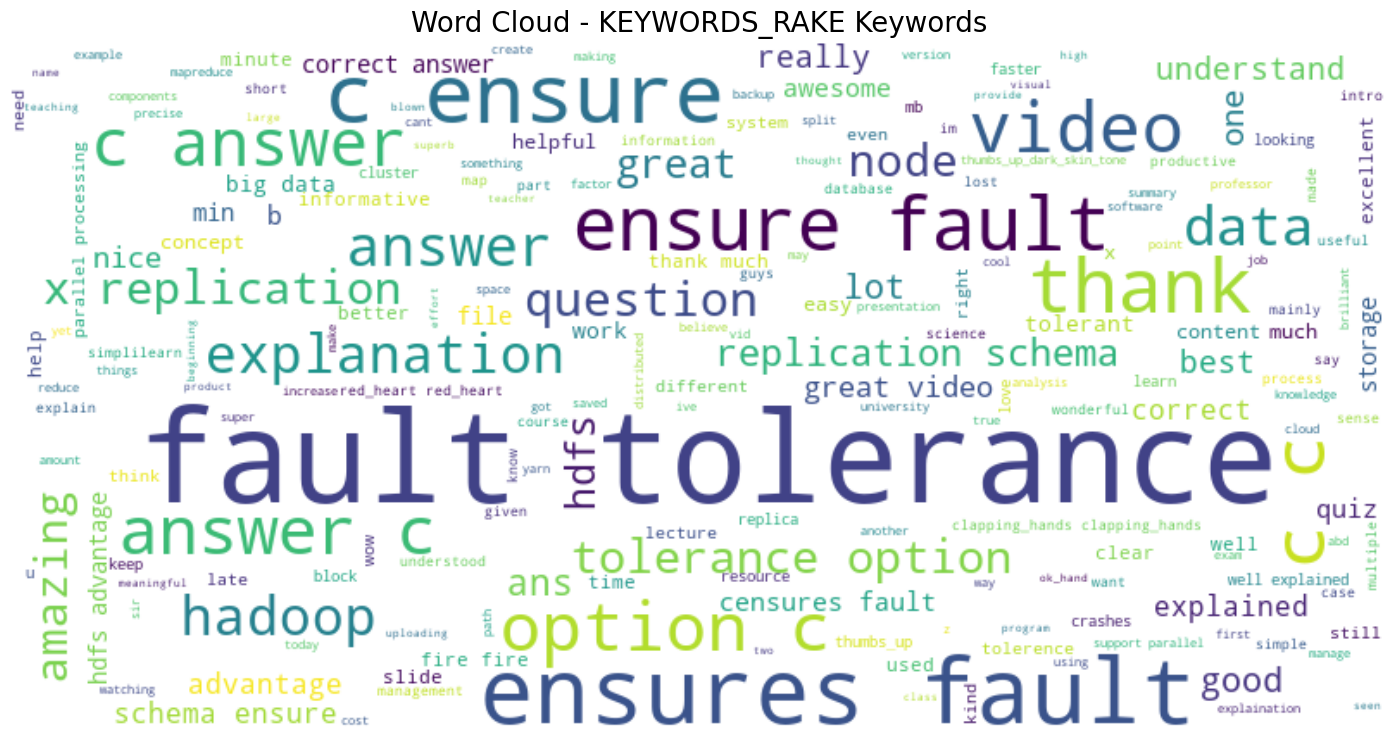 Word Cloud - KEYWORDS_RAKE Keywords
example
create
making
version
high
name
mapreduce
minute
correct answer
really
faster
visual
understand
need
teaching
components
short
c ensure
blown
backup
awesome
mb
provide
video
one
intro
precise
large
cant
system
split
even
im
looking
c answer
superb
helpful
information
great
thought
node
thumbs_up_dark_skin_tone
productive
excellent
parallel processing
big data
cluster
something
map
part
factor
database
lost
summary
professor
made
min
b
informative
teacher
ensure fault
software
data
useful
concept
answer
thank much
may
point
x
nice
guys
cool
thank
job
brilliant
x replication
space
question
lot
right
easy
presentation
mainly
storage
better
effort
file
work
believe
vid
science
tolerant
content
much
help
yet
simplilearn
things
beginning
explanation
make
distributed
replication schema
best
say
reduce
product
increasered_heart red_heart
different
great video
love
analysis
learn
process
knowledge
explain
super
got
course
saved
ive
university
true
wonderful
correct
sense
cloud
amount
think
fault tolerance
know
yarn
hdfs
c c
amazing
hdfs advantage
answer c
given
replica
another
clapping_hands clapping_hands
quiz
abd
multiple
lecture
wow
understood
tolerance option
clear
well
exam
u
keep
meaningful
late
block
ans
time
resource
way
ok_hand
want
well explained
case
sir
hadoop
uploading
path
option c
censures fault
explained
crashes
still
today
thumbs_up
z
program
tolerence
support parallel
first
simple
manage
fire fire
two
used
using
watching
advantage
slide
management
ensures fault
class
kind
good
schema ensure
cost
explaination
seen